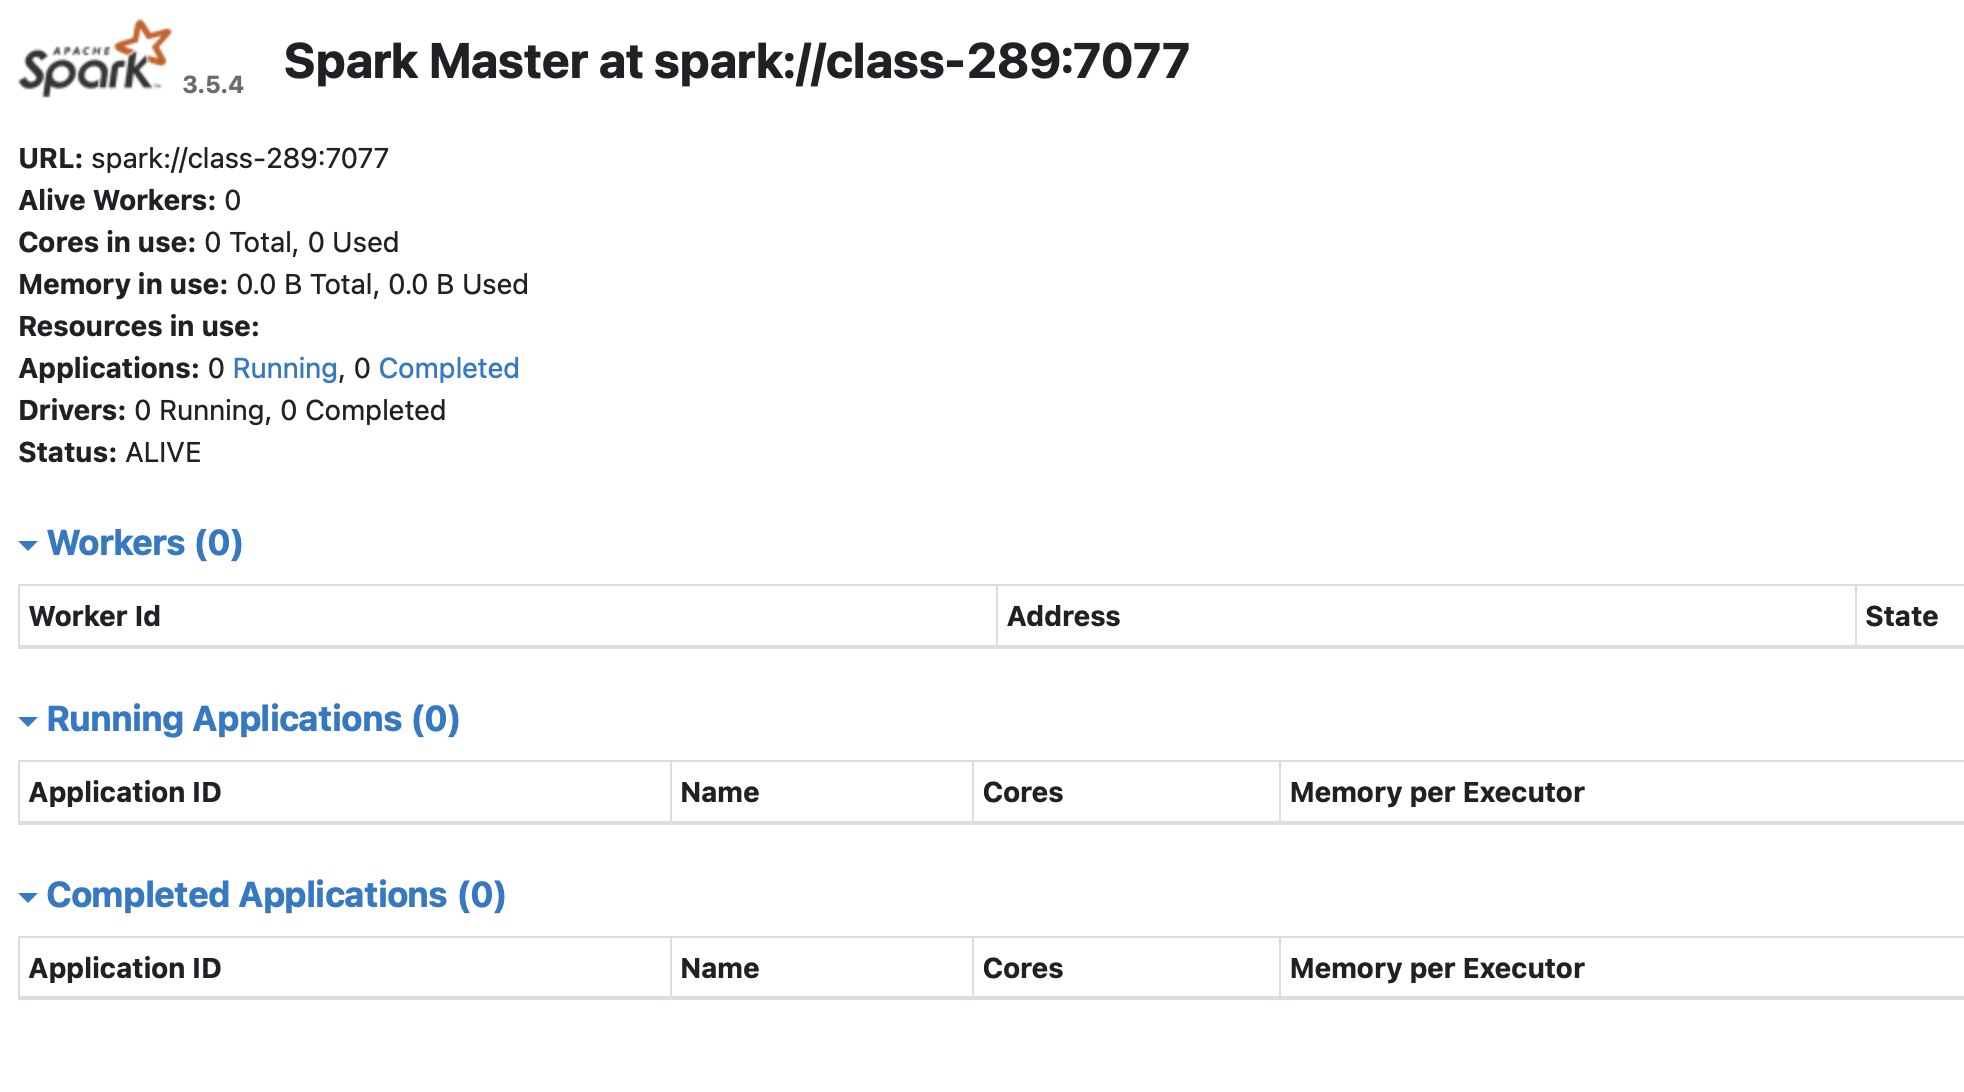 APACHE Spark™ 3.5.4 Spark Master at spark://class-289:7077
URL: spark://class-289:7077
Alive Workers: 0
Cores in use: 0 Total, 0 Used
Memory in use: 0.0 B Total, 0.0 B Used
Resources in use:
Applications: 0 Running, 0 Completed
Drivers: 0 Running, 0 Completed
Status: ALIVE
Workers (0)
Worker Id Address State
Running Applications (0)
Application ID Name Cores Memory per Executor
Completed Applications (0)
Application ID Name Cores Memory per Executor